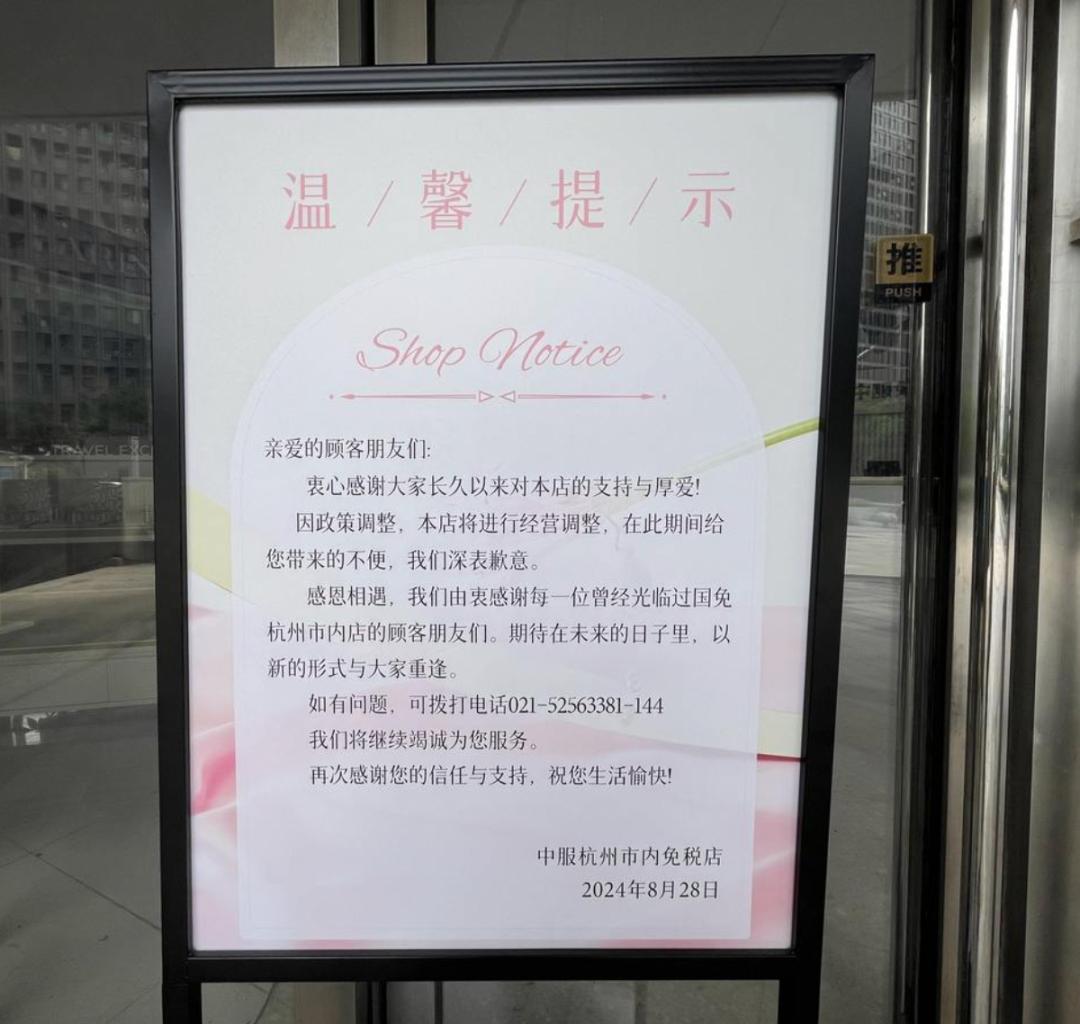 温/馨/提/示
Shop Notice
亲爱的顾客朋友们:
衷心感谢大家长久以来对本店的支持与厚爱!
因政策调整，本店将进行经营调整，在此期间给
您带来的不便，我们深表歉意。
感恩相遇，我们由衷感谢每一位曾经光临过国免
杭州市内店的顾客朋友们。期待在未来的日子里，以
新的形式与大家重逢。
如有问题，可拨打电话021-52563381-144
我们将继续竭诚为您服务。
再次感谢您的信任与支持，祝您生活愉快!
中服杭州市内免税店
2024年8月28日
推
PUSH
TRAVEL EXC